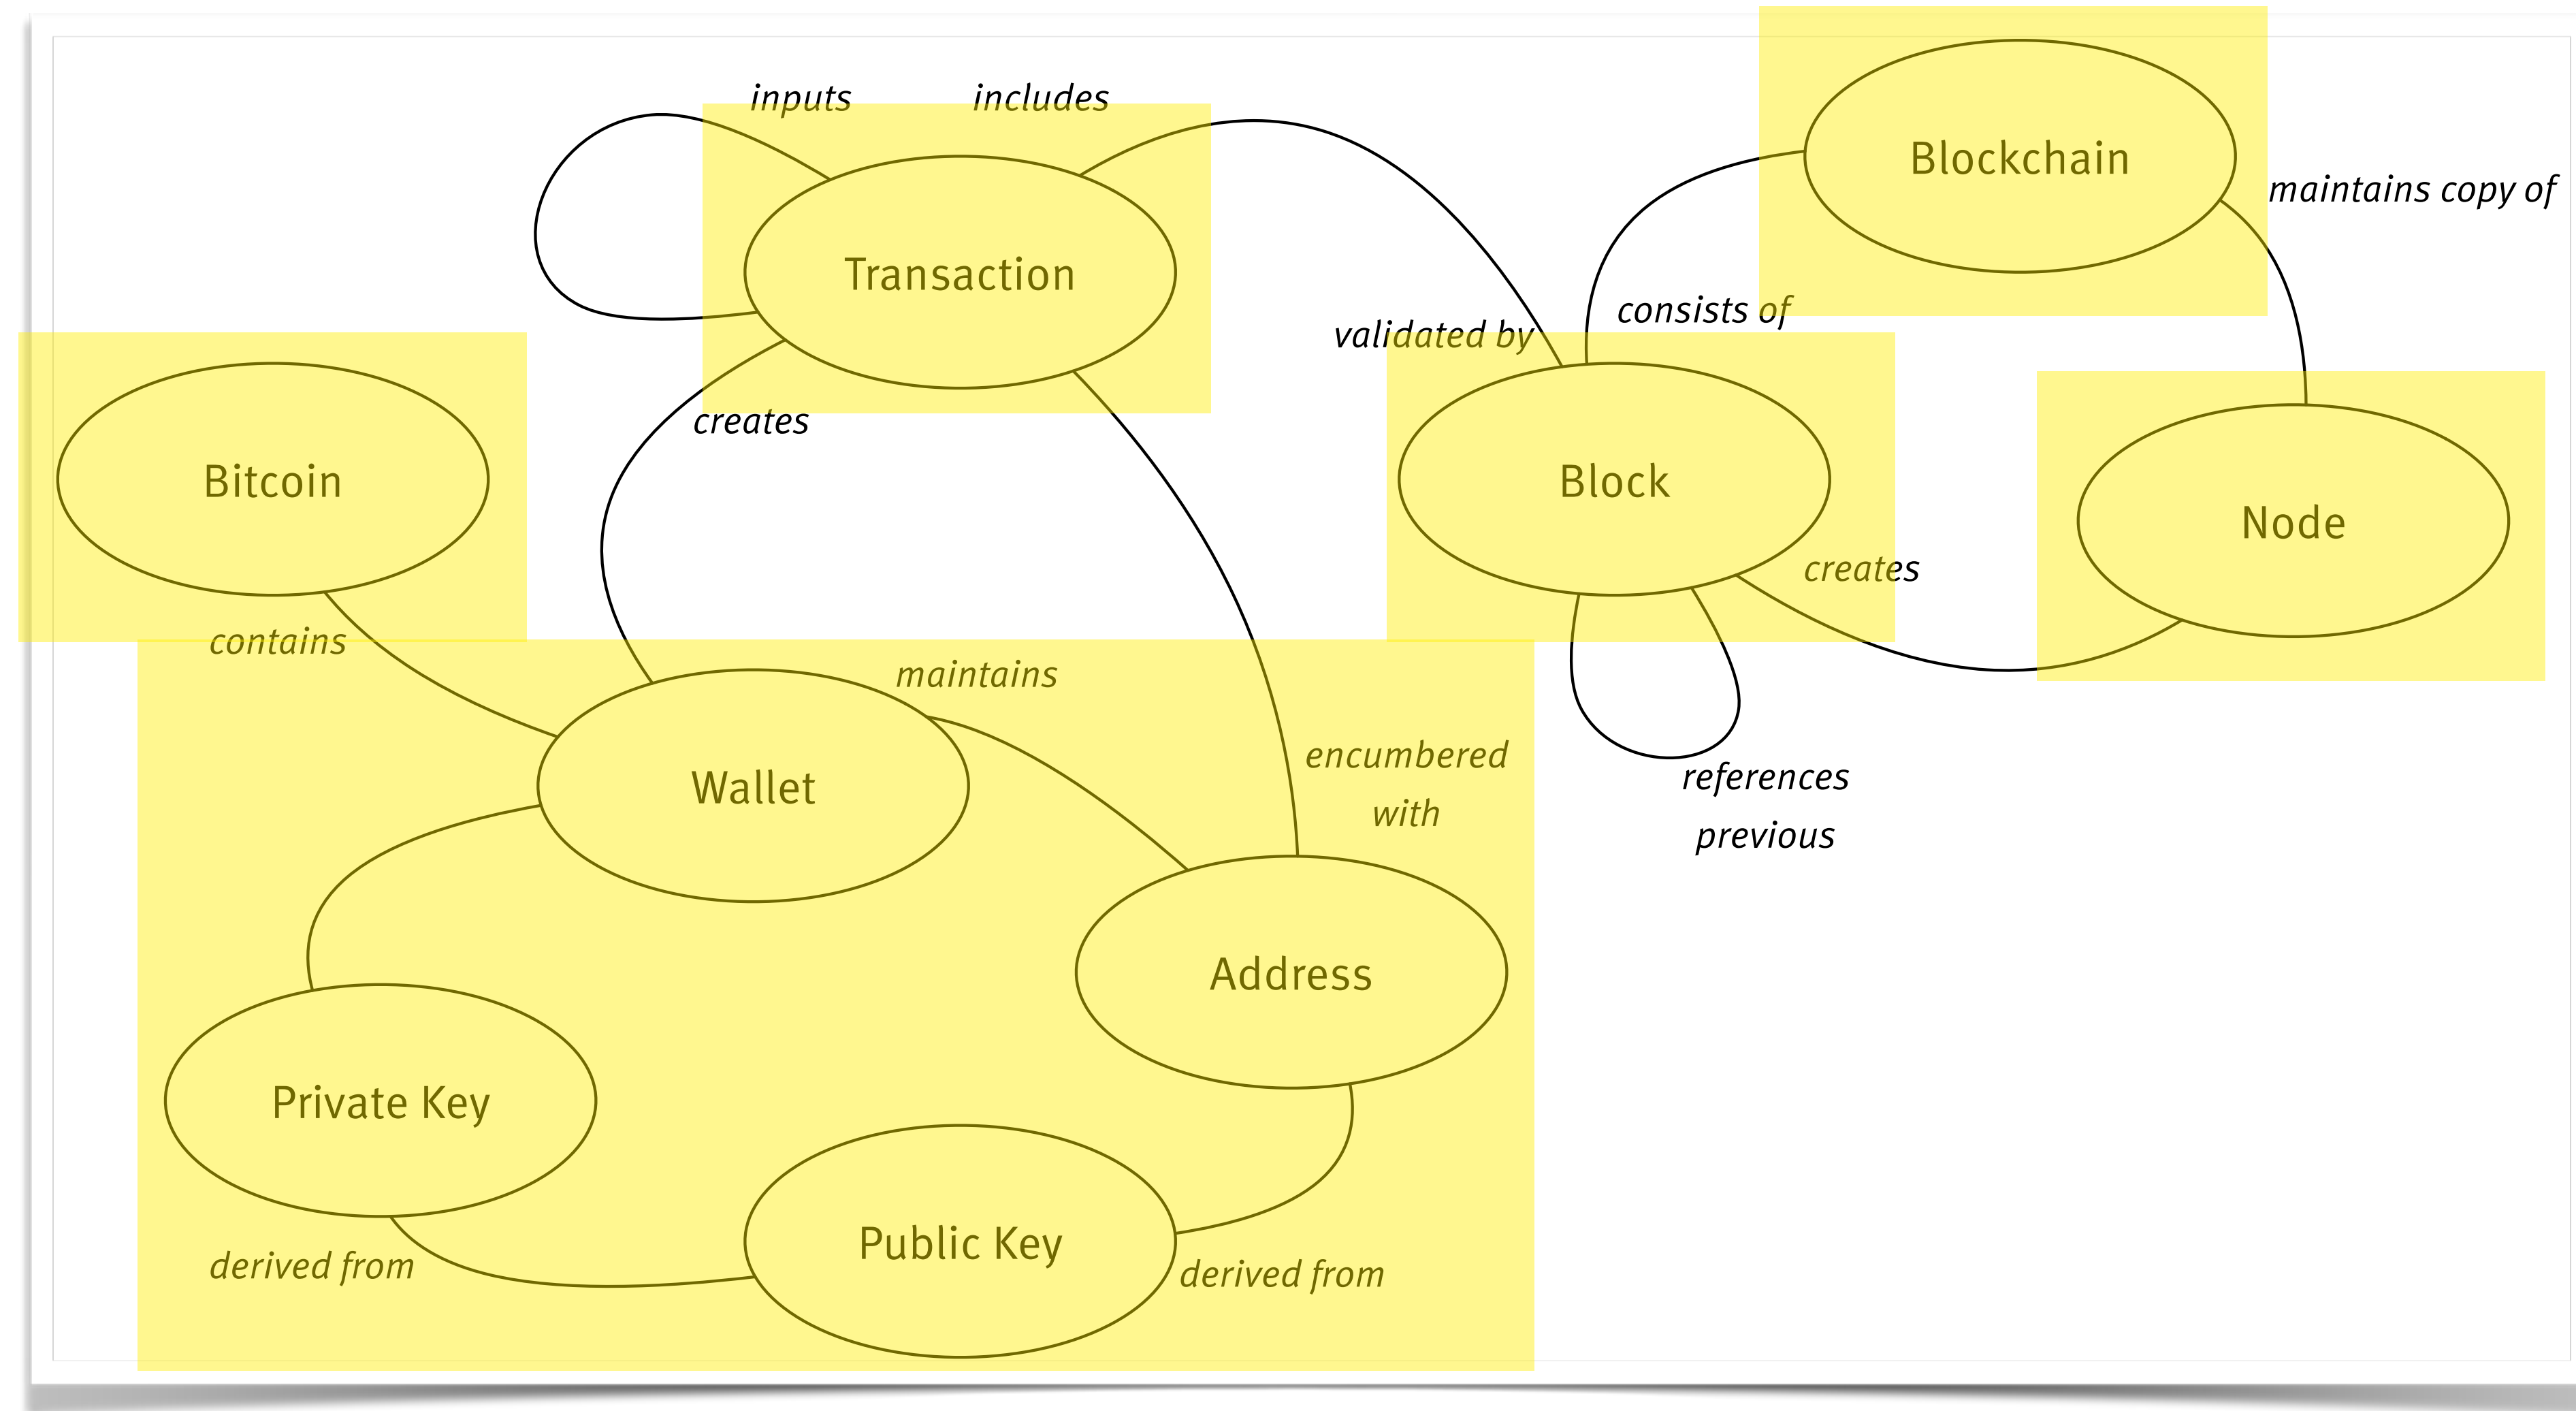 inputs
includes
Blockchain
maintains copy of
Transaction
consists of
validated by
creates
Bitcoin
Block
Node
creates
contains
maintains
encumbered
with
Wallet
references
previous
Address
Private Key
Public Key
derived from
derived from